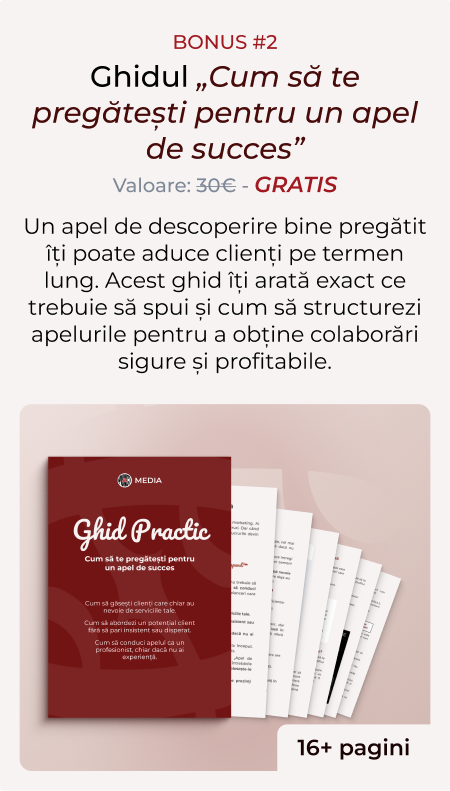 BONUS #2
Ghidul „Cum să te
pregătești pentru un apel
de succes”
Valoare: 30€ - GRATIS
Un apel de descoperire bine pregătit
îți poate aduce clienți pe termen
lung. Acest ghid îți arată exact ce
trebuie să spui și cum să structurezi
apelurile pentru a obține colaborări
sigure și profitabile.
MEDIA
Ghid Practic
Cum să te pregătești pentru
un apel de succes
Cum să găsești clienți care chiar au
nevoie de serviciile tale.
Cum să abordezi un potențial client
fără să pari insistent sau disperat.
Cum să conduci apelul ca un
profesionist, chiar dacă nu ai
experiență.
16+ pagini